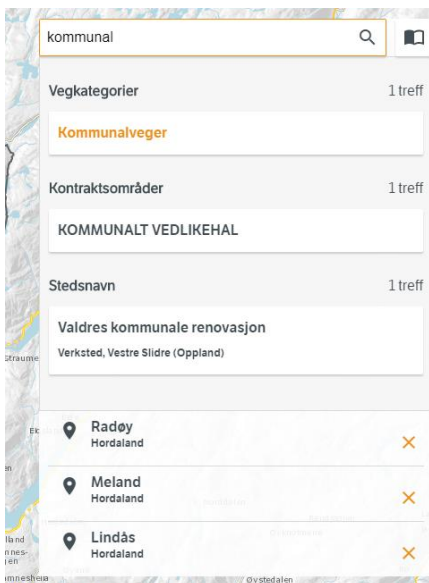 kommunal
Vegkategorier 1 treff
Kommunalveger
Kontraktsområder 1 treff
KOMMUNALT VEDLIKEHAL
Stedsnavn 1 treff
Valdres kommunale renovasjon
Verksted, Vestre Slidre (Oppland)
Straume
Radøy
Hordaland
Meland
Hordaland
Lindås
Hordaland
Øvstedalen